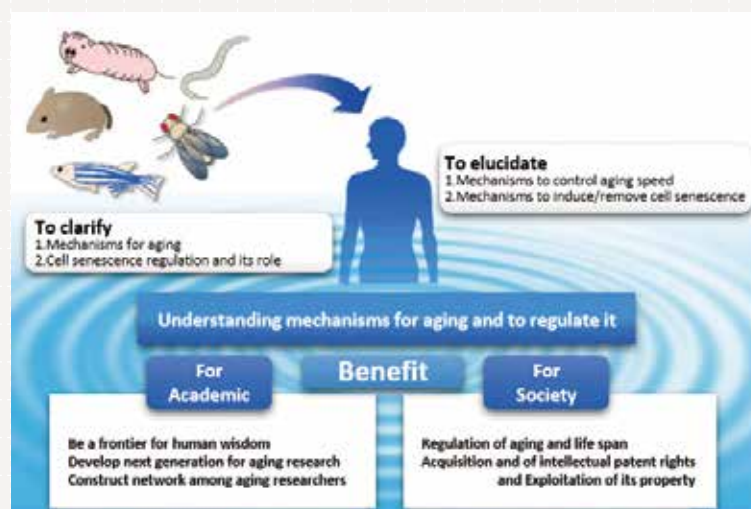 To elucidate
1.Mechanisms to control aging speed
2.Mechanisms to induce/remove cell senescence
To clarify
1.Mechanisms for aging
2.Cell senescence regulation and its role
Understanding mechanisms for aging and to regulate it
Benefit
For
Academic
Be a frontier for human wisdom
Develop next generation for aging research
Construct network among aging researchers
For
Society
Regulation of aging and life span
Acquisition and of intellectual patent rights
and Exploitation of its property